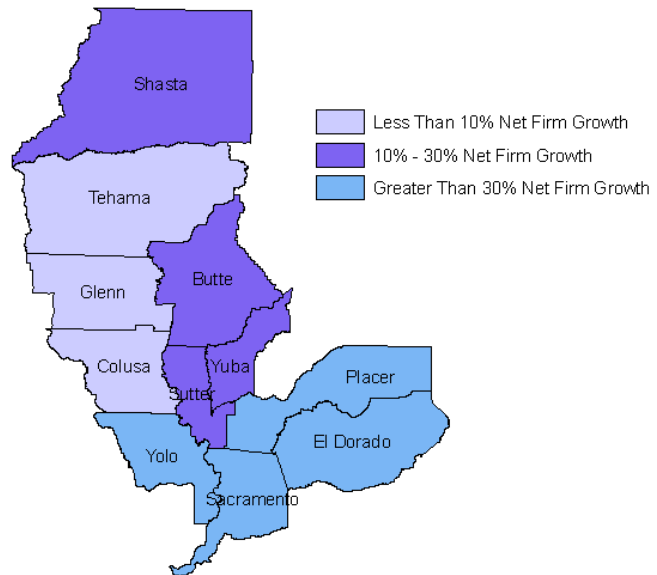 Shasta
Less Than 10% Net Firm Growth
10% - 30% Net Firm Growth
Greater Than 30% Net Firm Growth
Tehama
Butte
Glenn
Colusa
Yuba
Sutter
Placer
El Dorado
Yolo
Sacramento